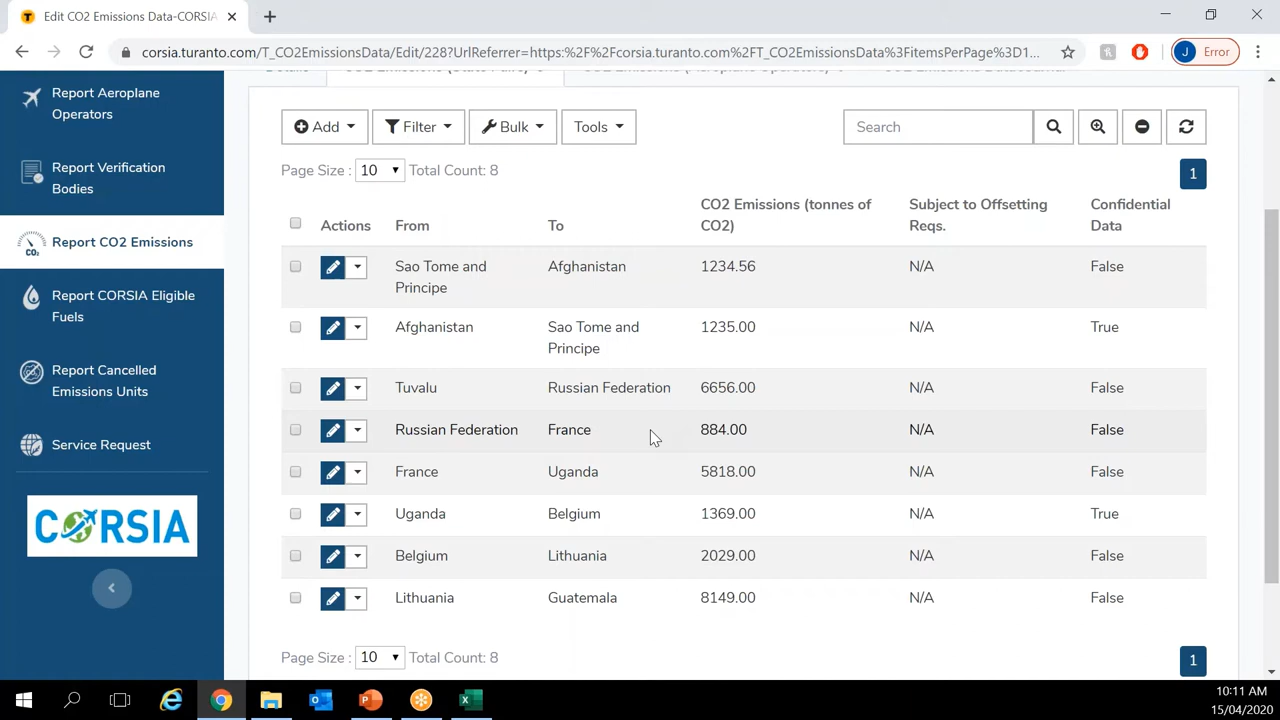 Edit CO2 Emissions Data-CORSIA
corsia.turanto.com/T_CO2EmissionsData/Edit/228?UrlReferrer=https:%2F%2Fcorsia.turanto.com%2FT_CO2EmissionsData%3FitemsPerPage%3D1...
J
Error
Report Aeroplane
Operators
Report Verification
Bodies
CO₂
Report CO2 Emissions
Report CORSIA Eligible
Fuels
Report Cancelled
Emissions Units
Service Request
CORSIA
Add
Filter
Bulk
Tools
Search
Page Size :
10
Total Count: 8
1
Actions
From
To
CO2 Emissions (tonnes of
CO2)
Subject to Offsetting
Reqs.
Confidential
Data
Sao Tome and
Principe
Afghanistan
1234.56
N/A
False
Afghanistan
Sao Tome and
Principe
1235.00
N/A
True
Tuvalu
Russian Federation
6656.00
N/A
False
Russian Federation
France
884.00
N/A
False
France
Uganda
5818.00
N/A
False
Uganda
Belgium
1369.00
N/A
True
Belgium
Lithuania
2029.00
N/A
False
Lithuania
Guatemala
8149.00
N/A
False
Page Size :
10
Total Count: 8
1
10:11 AM
15/04/2020